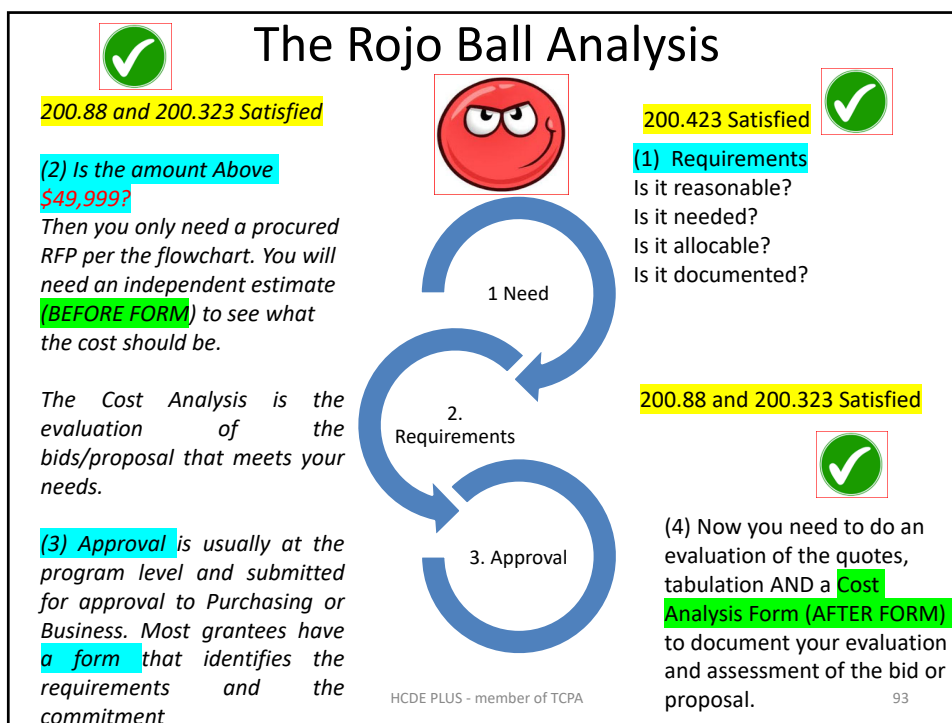 The Rojo Ball Analysis
200.88 and 200.323 Satisfied
(2) Is the amount Above
$49,999?
Then you only need a procured
RFP per the flowchart. You will
need an independent estimate
(BEFORE FORM) to see what
the cost should be.
The Cost Analysis is the
evaluation of the
bids/proposal that meets your
needs.
(3) Approval is usually at the
program level and submitted
for approval to Purchasing or
Business. Most grantees have
a form that identifies the
requirements and the
commitment
1 Need
2.
Requirements
3. Approval
200.423 Satisfied
(1) Requirements
Is it reasonable?
Is it needed?
Is it allocable?
Is it documented?
200.88 and 200.323 Satisfied
(4) Now you need to do an
evaluation of the quotes,
tabulation AND a Cost
Analysis Form (AFTER FORM)
to document your evaluation
and assessment of the bid or
proposal.
HCDE PLUS - member of TCPA
93